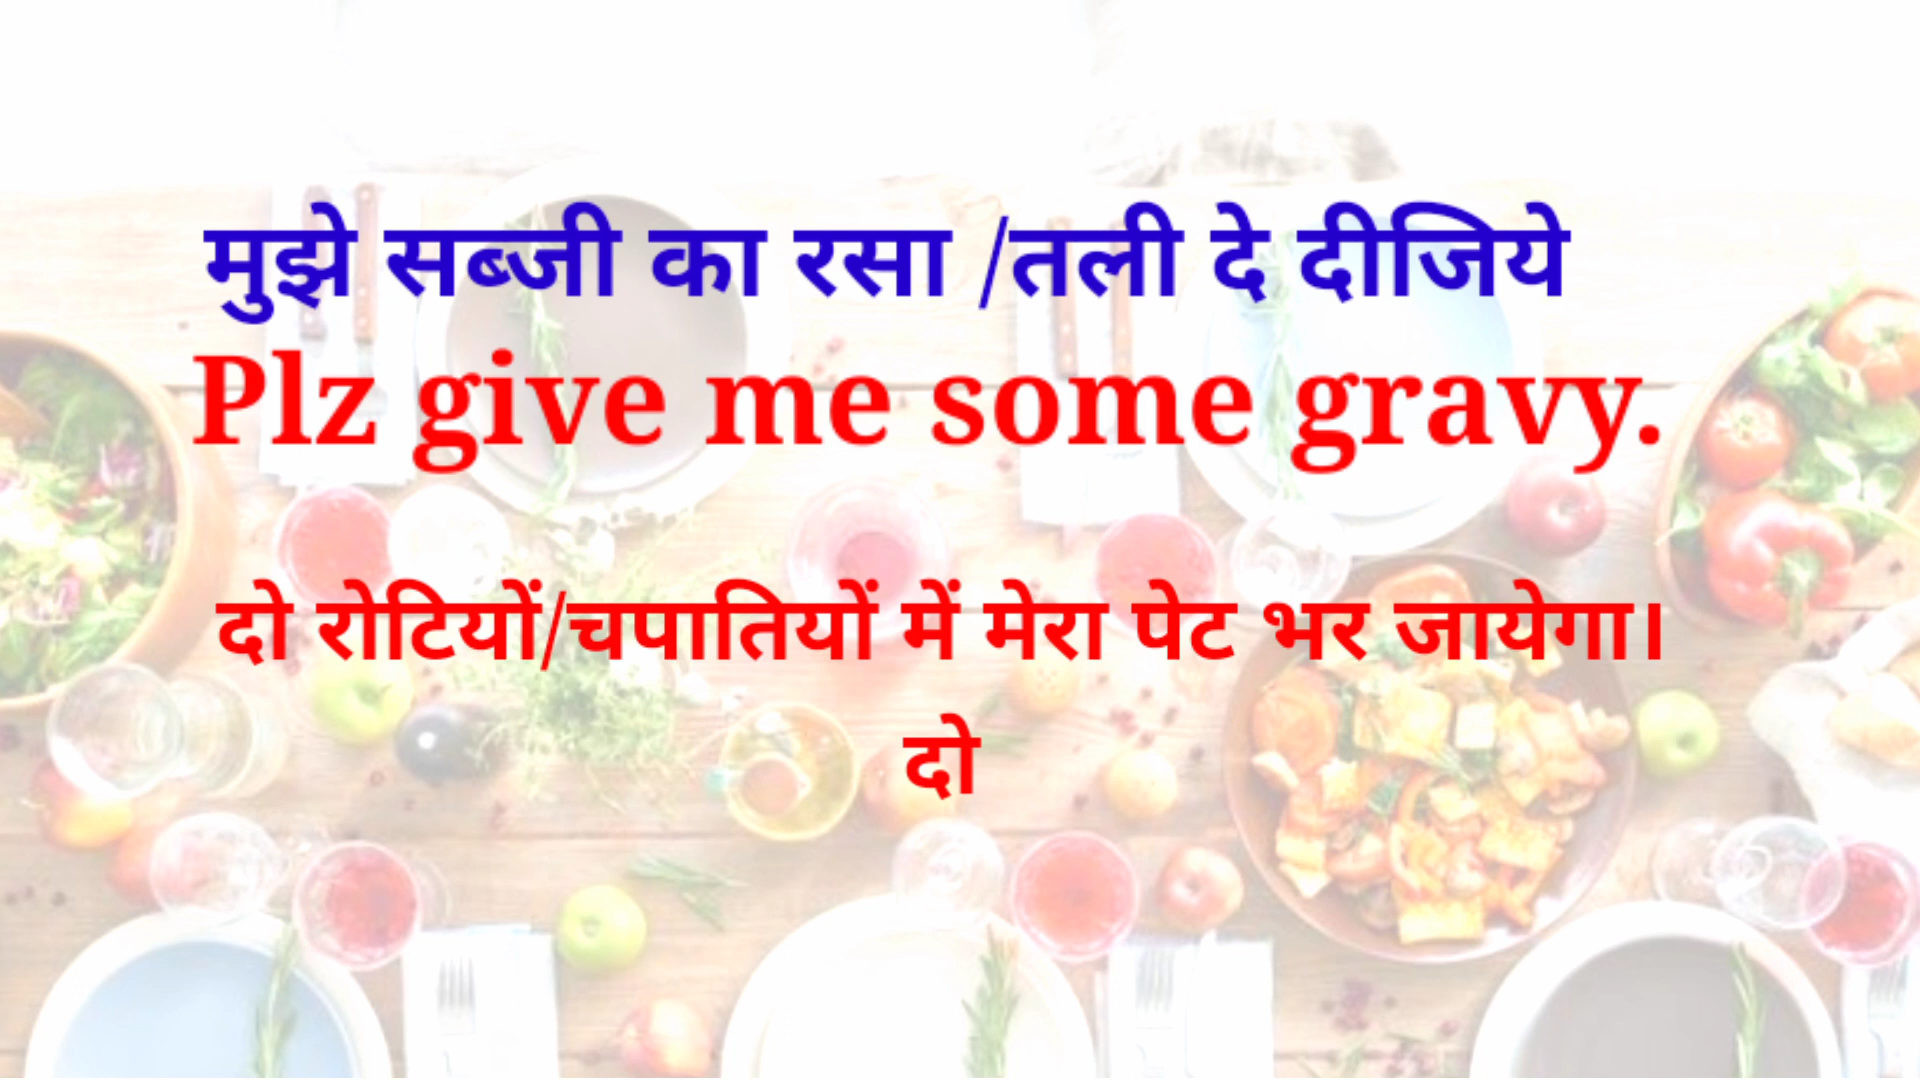 मुझे सब्जी का रसा /तली दे दीजिये
Plz give me some gravy.
दो रोटियों/चपातियों में मेरा पेट भर जायेगा।
दो